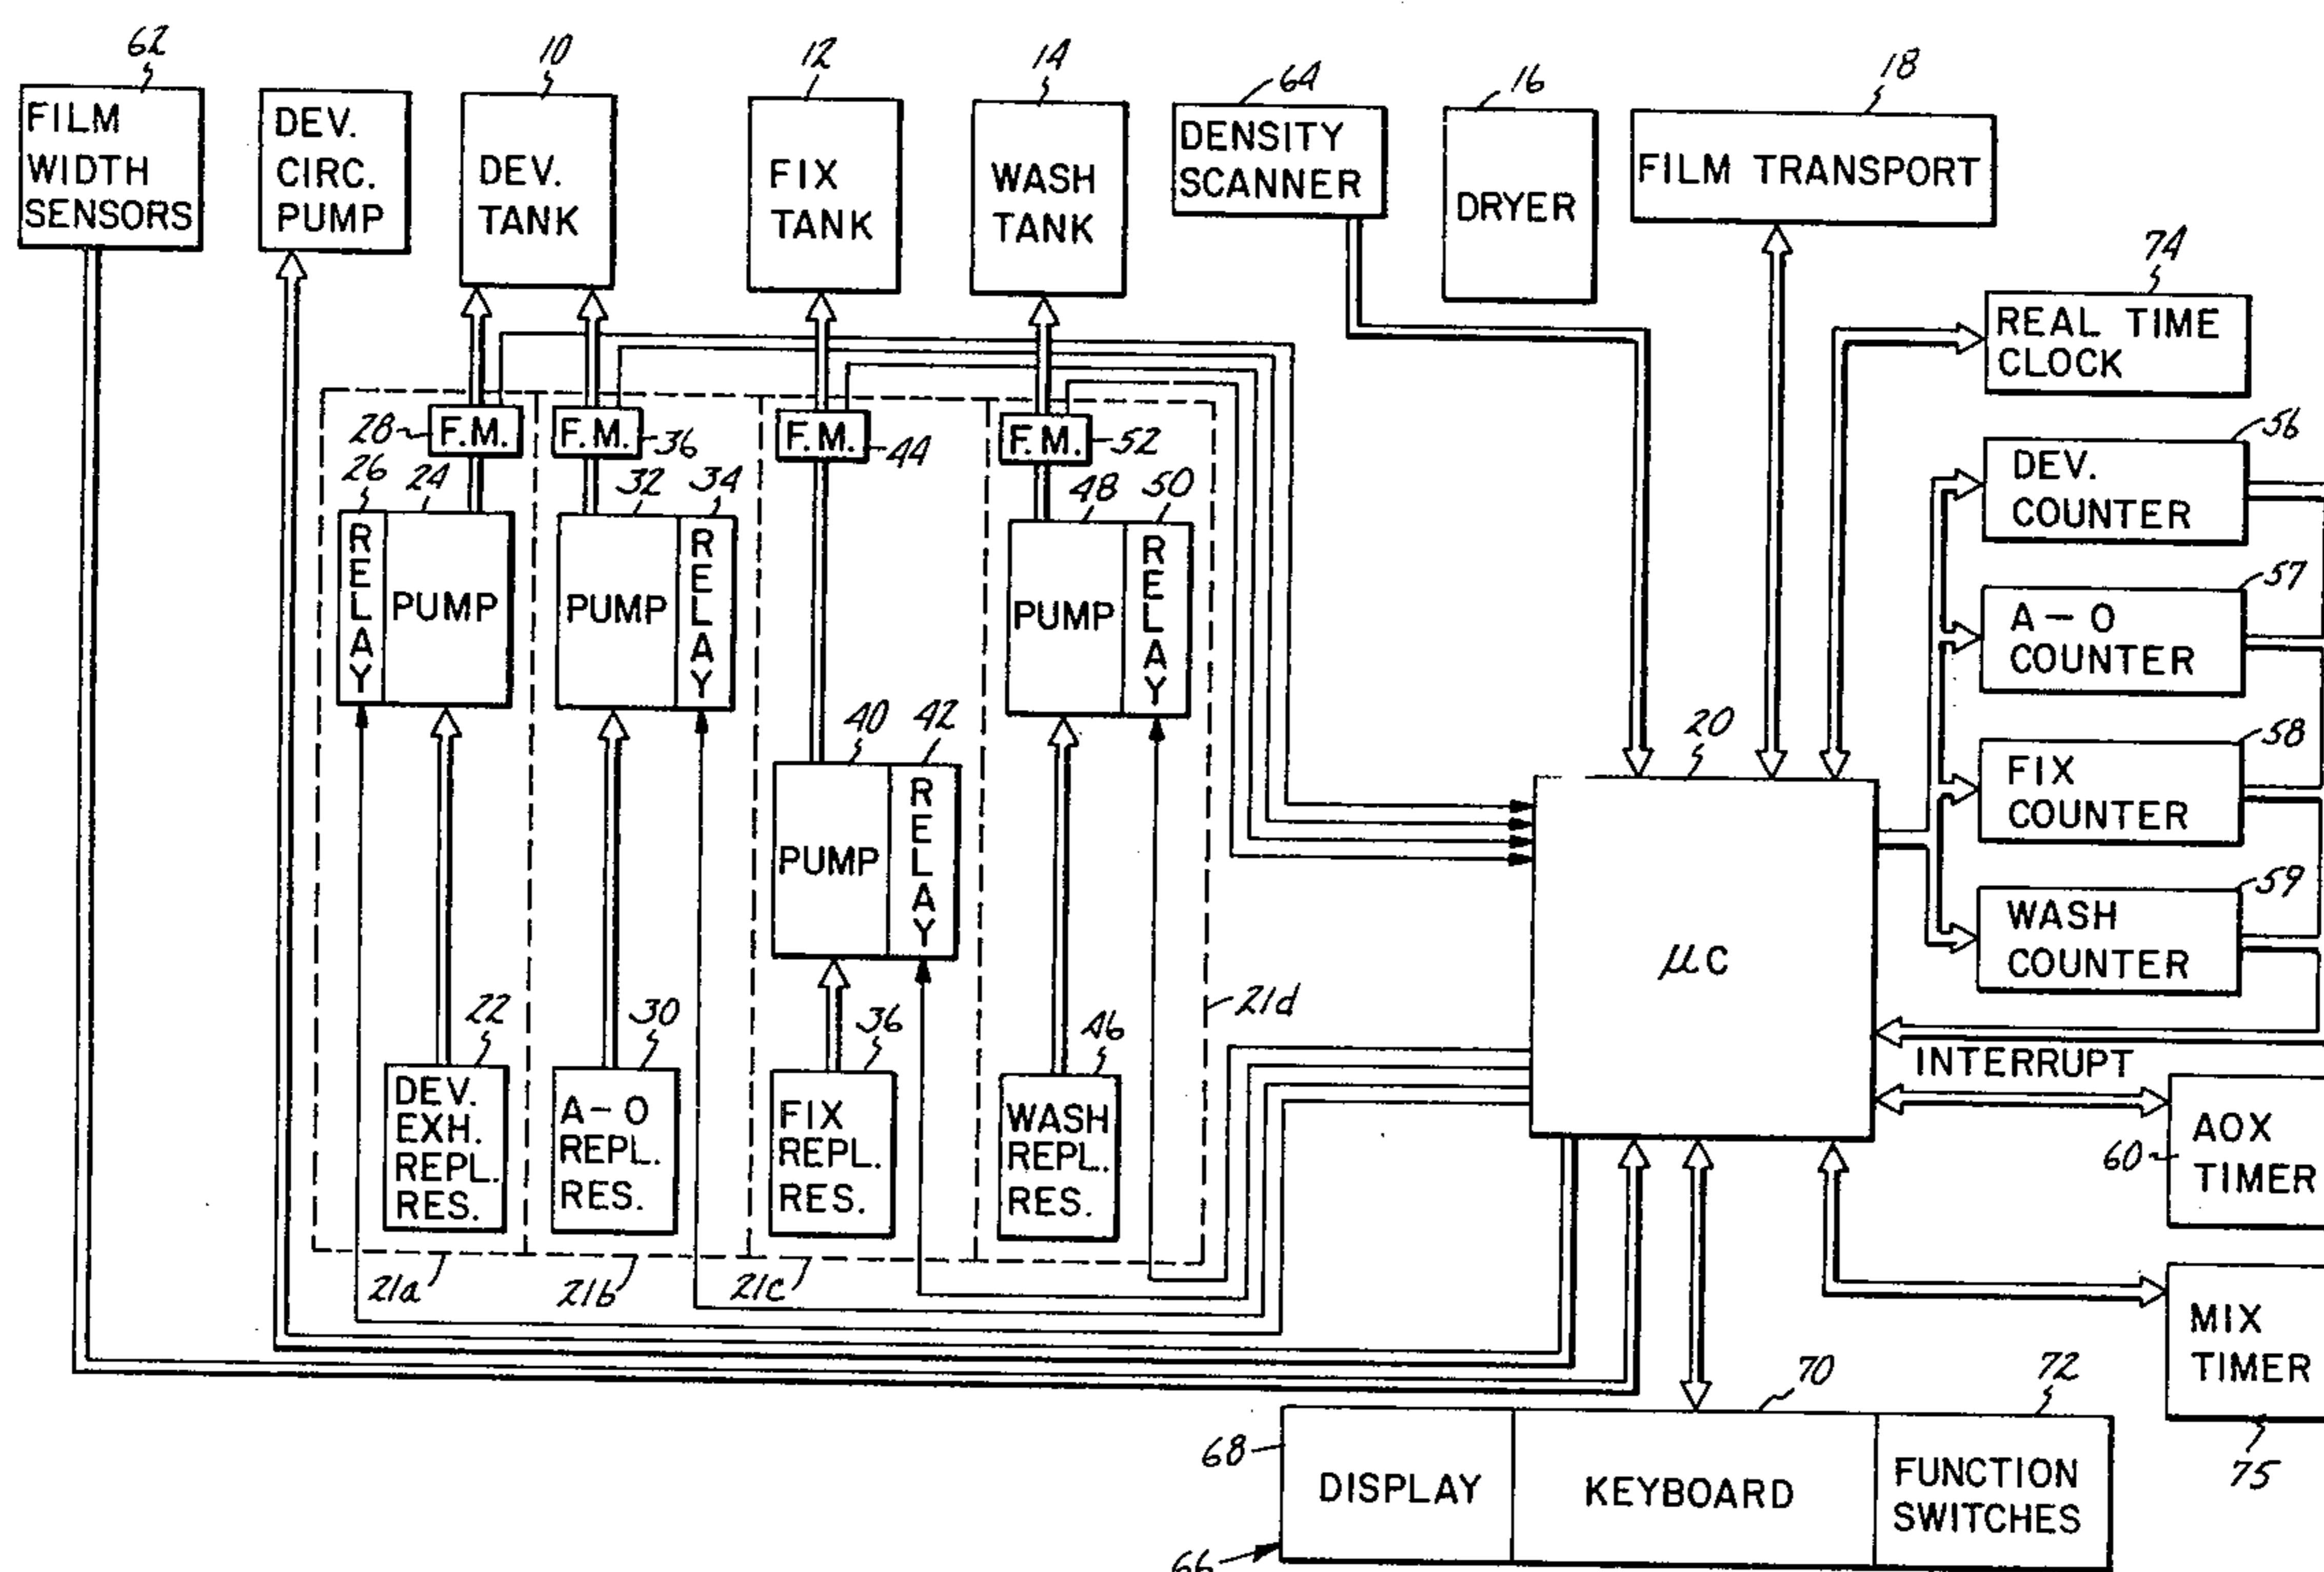 62
10
12
14
64
16
18
FILM
WIDTH
SENSORS
DEV.
CIRC.
PUMP
DEV.
TANK
FIX
TANK
WASH
TANK
DENSITY
SCANNER
DRYER
FILM TRANSPORT
74
REAL TIME
CLOCK
28
F.M.
F.M.
36
F.M.
44
F.M.
52
26
24
32
34
48
50
RELAY
PUMP
PUMP
RELAY
PUMP
RELAY
56
DEV.
COUNTER
57
A-O
COUNTER
40
42
PUMP
RELAY
20
μC
58
FIX
COUNTER
59
WASH
COUNTER
22
30
36
46
21d
DEV.
EXH.
REPL.
RES.
A-O
REPL.
RES.
FIX
REPL.
RES.
WASH
REPL.
RES.
INTERRUPT
60
AOX
TIMER
21a
21b
21c
MIX
TIMER
75
70
72
68
DISPLAY
KEYBOARD
FUNCTION
SWITCHES
66